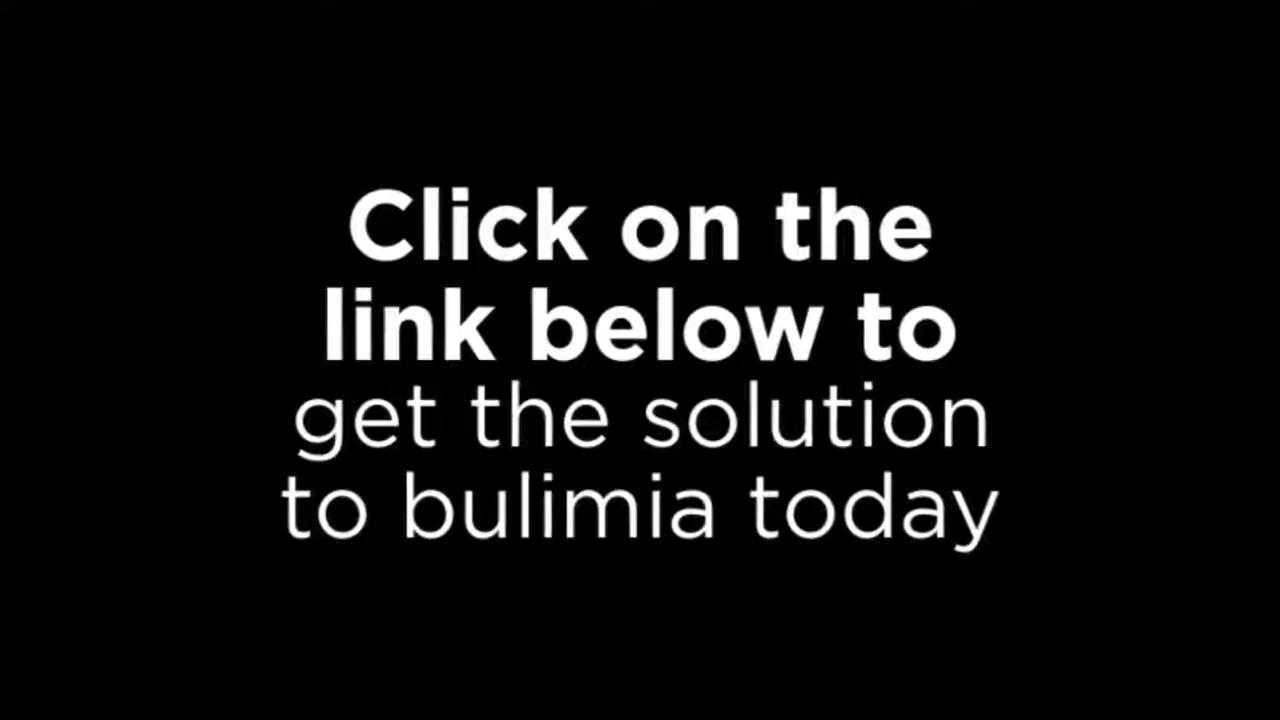 Click on the
link below to
get the solution
to bulimia today